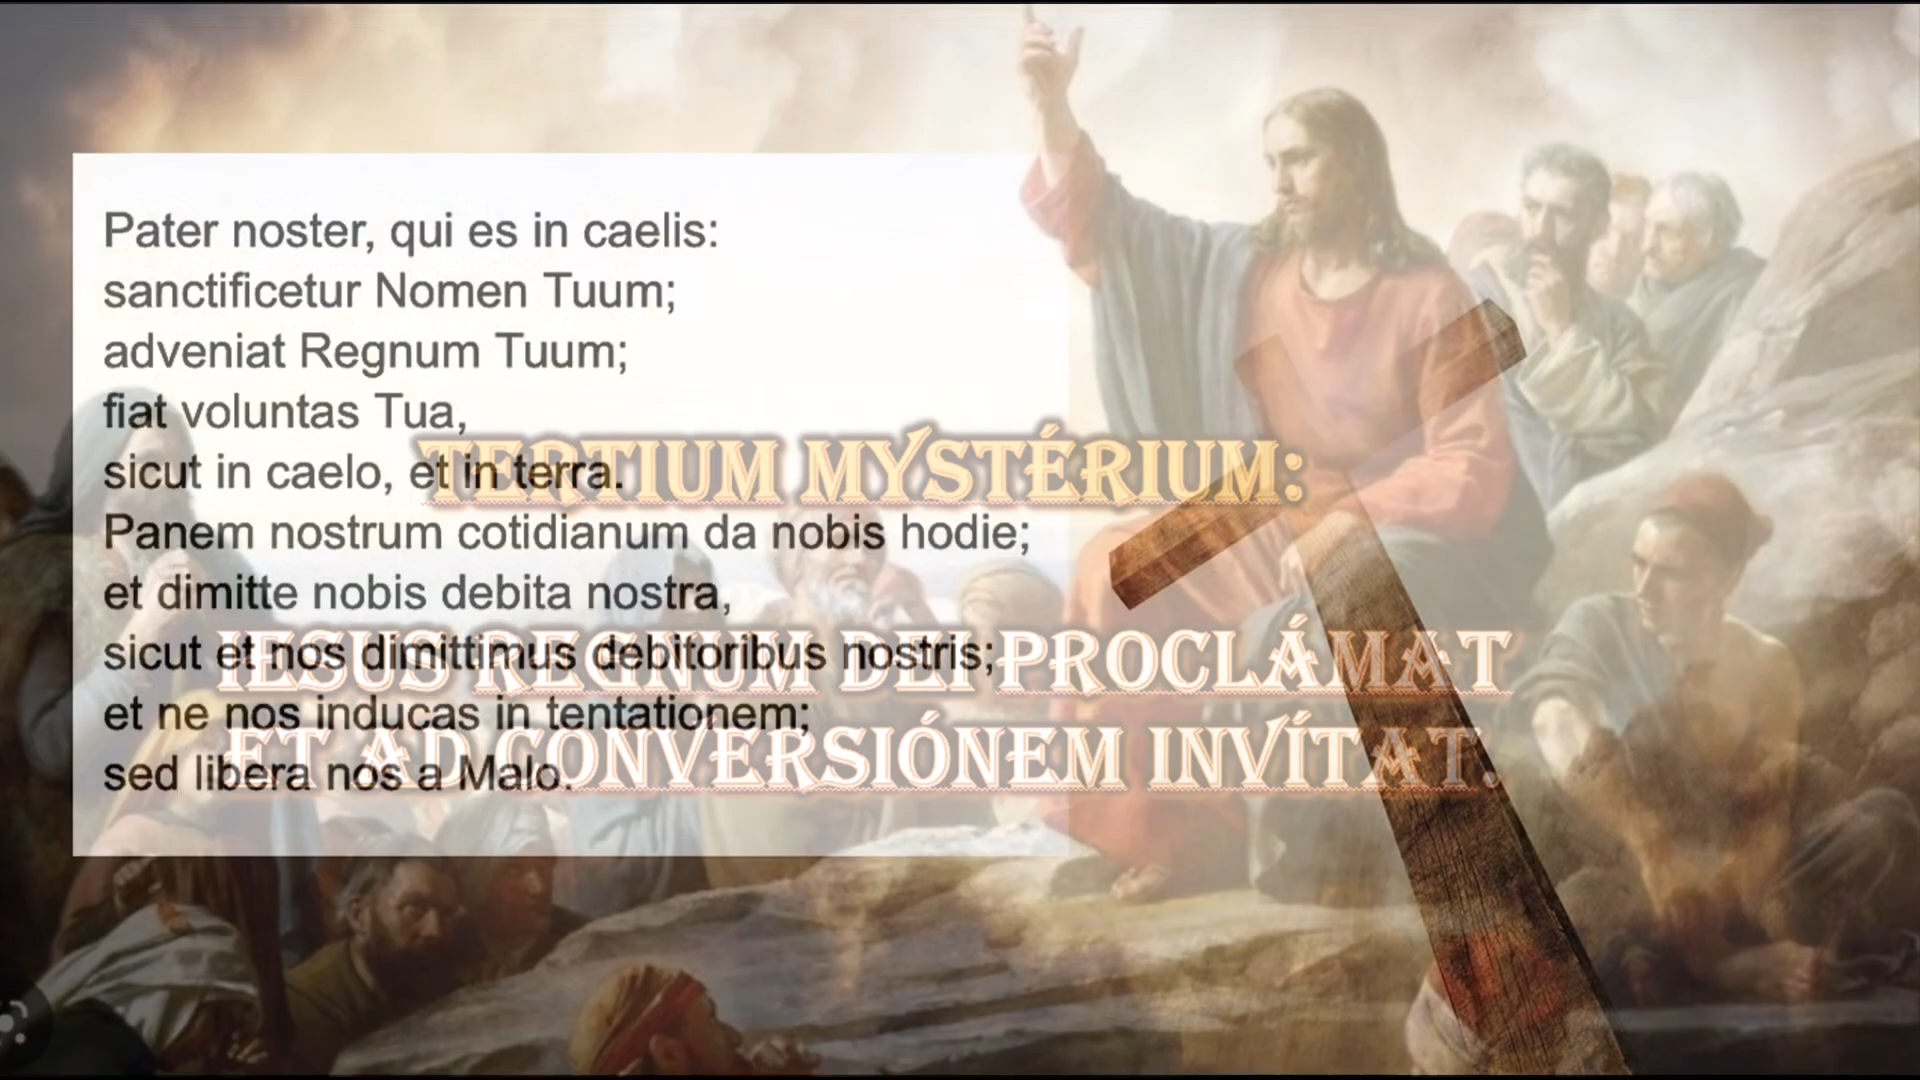 Pater noster, qui es in caelis:
sanctificetur Nomen Tuum;
adveniat Regnum Tuum;
fiat voluntas Tua,
sicut in caelo, et in terra.
Panem nostrum cotidianum da nobis hodie;
et dimitte nobis debita nostra,
sicut et nos dimittimus debitoribus nostris;
et ne nos inducas in tentationem;
sed libera nos a Malo.
TERTIUM MYSTÉRIUM:
IESUS REGNUM DEI PROCLÁMAT
ET AD CONVERSIÓNEM INVÍTAT.